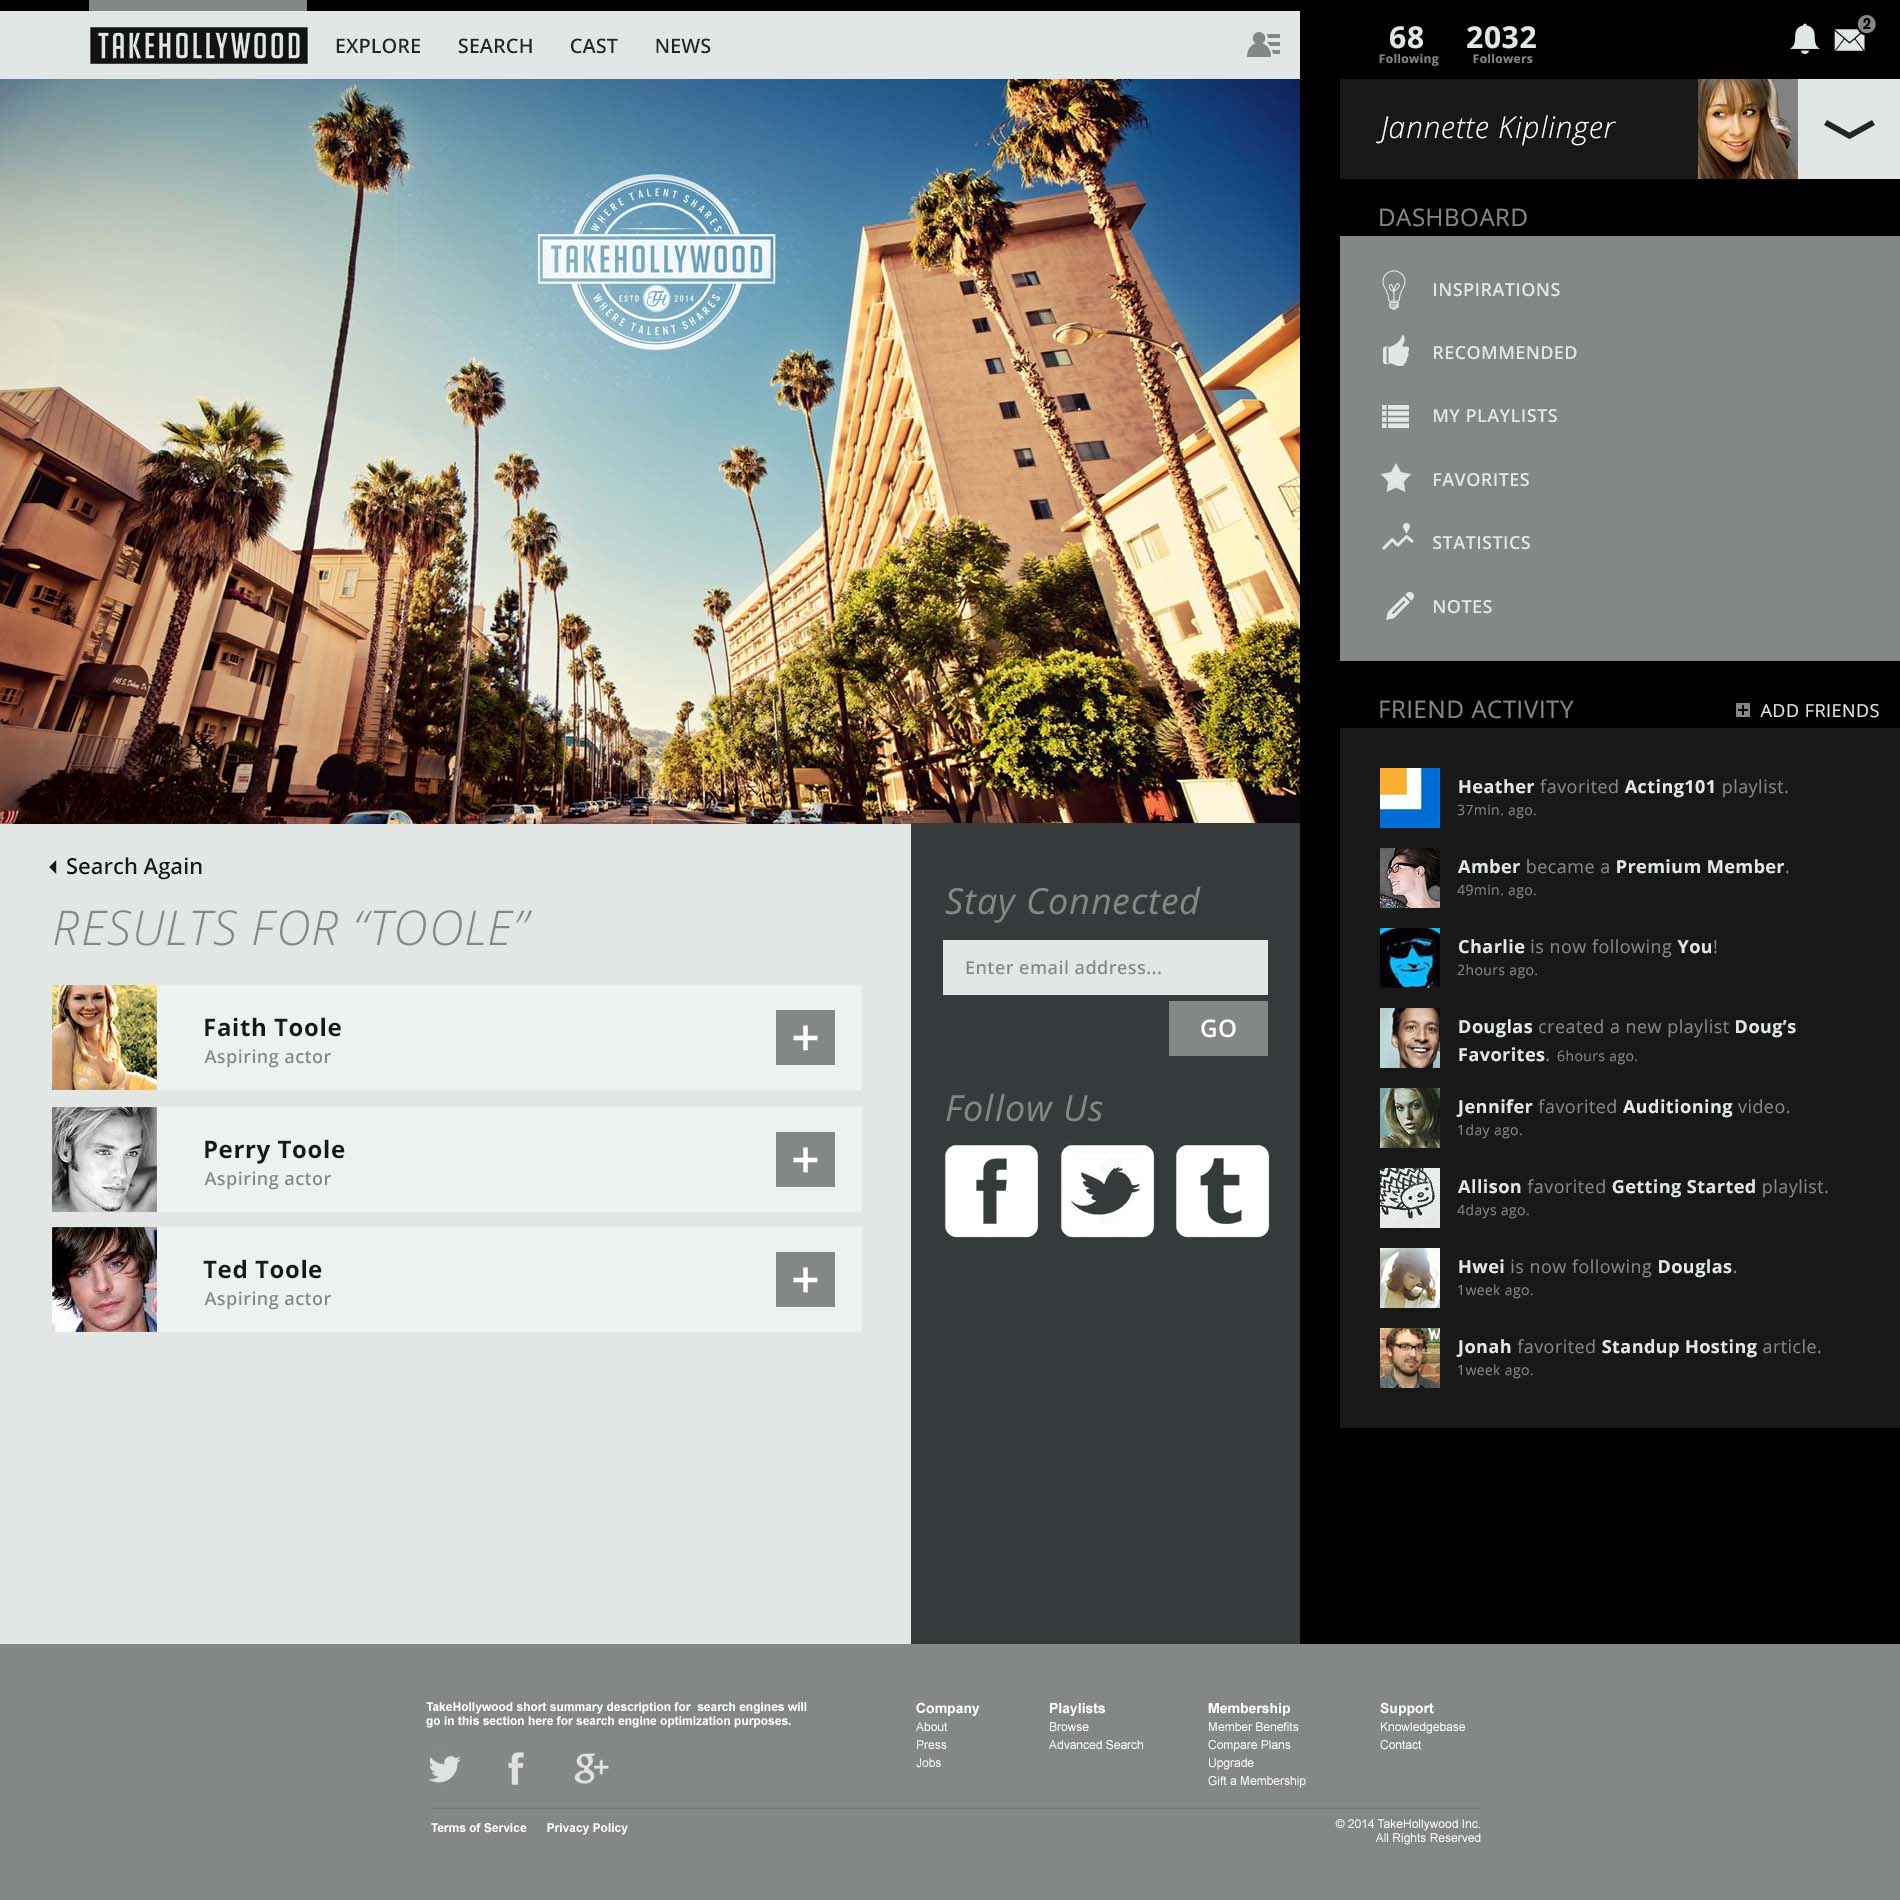 TAKEHOLLYWOOD
EXPLORE
SEARCH
CAST
NEWS
68
Following
2032
Followers
2
Jannette Kiplinger
WHERE TALENT SHARES
TAKEHOLLYWOOD
ESTD TH 2014
WHERE TALENT SHARES
DASHBOARD
INSPIRATIONS
RECOMMENDED
MY PLAYLISTS
FAVORITES
STATISTICS
NOTES
FRIEND ACTIVITY
ADD FRIENDS
Heather favorited Acting101 playlist.
37min. ago.
Amber became a Premium Member.
49min. ago.
Charlie is now following You!
2hours ago.
Douglas created a new playlist Doug's
Favorites. 6hours ago.
Jennifer favorited Auditioning video.
1day ago.
Allison favorited Getting Started playlist.
4days ago.
Hwei is now following Douglas.
1week ago.
Jonah favorited Standup Hosting article.
1week ago.
Search Again
RESULTS FOR “TOOLE”
Faith Toole
Aspiring actor
+
Perry Toole
Aspiring actor
+
Ted Toole
Aspiring actor
+
Stay Connected
Enter email address...
GO
Follow Us
f
t
TakeHollywood short summary description for  search engines will
go in this section here for search engine optimization purposes.
f
g+
Company
About
Press
Jobs
Playlists
Browse
Advanced Search
Membership
Member Benefits
Compare Plans
Upgrade
Gift a Membership
Support
Knowledgebase
Contact
Terms of Service
Privacy Policy
© 2014 TakeHollywood Inc.
All Rights Reserved